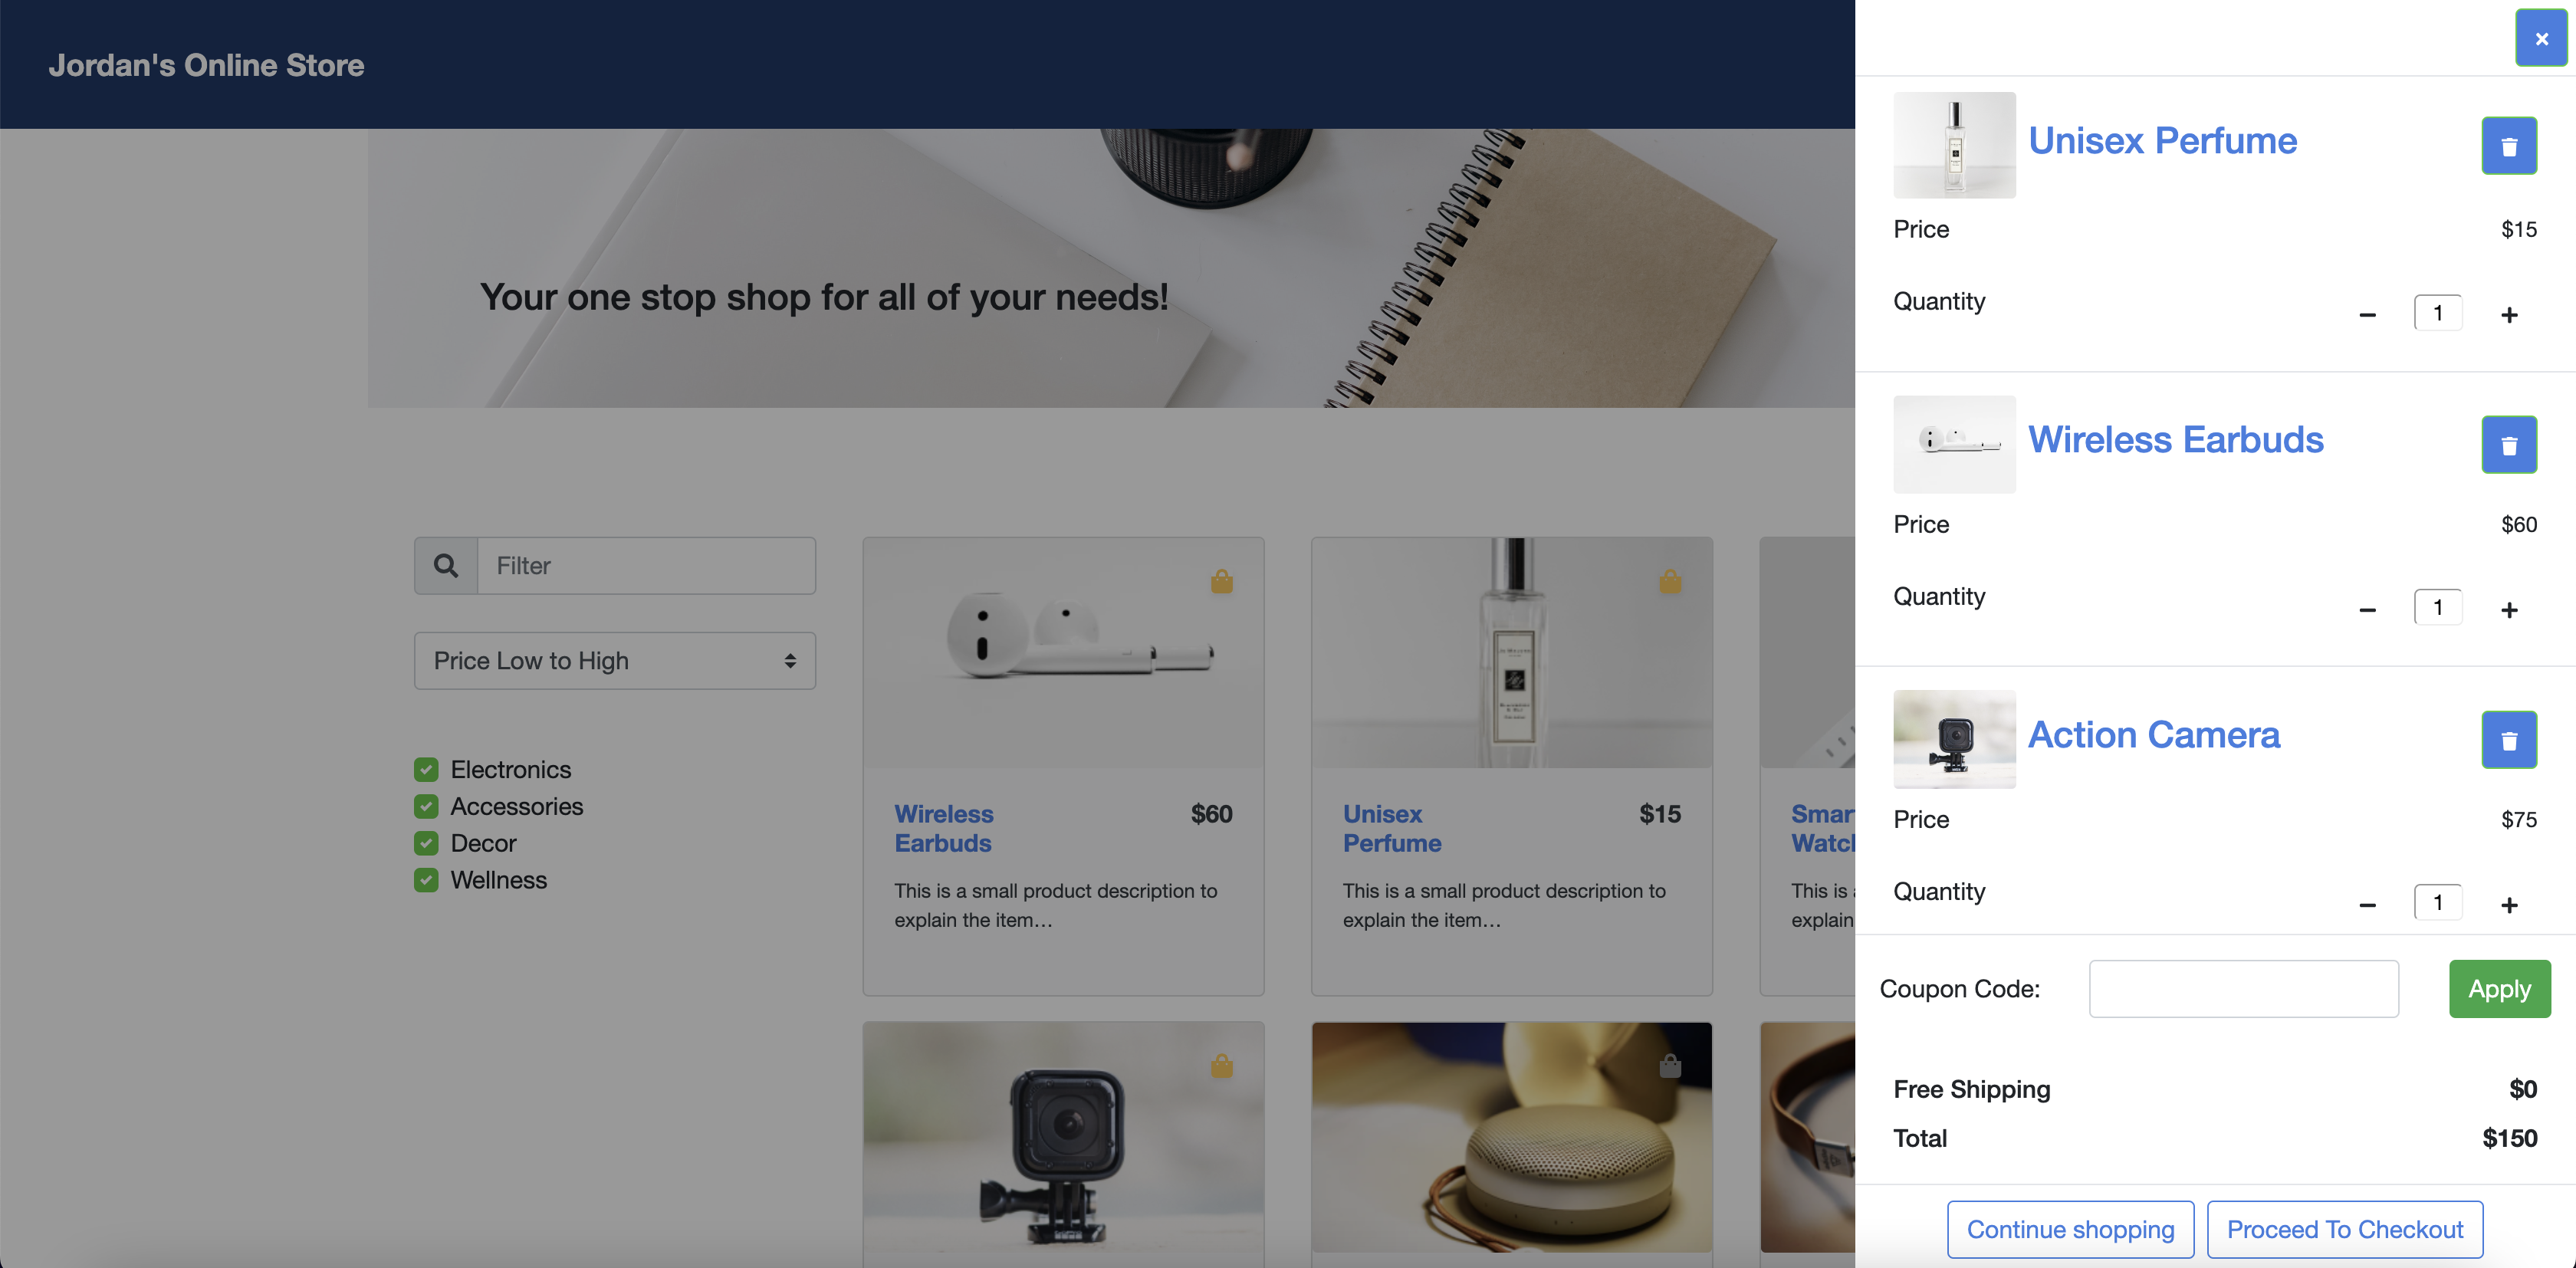 Jordan's Online Store
Your one stop shop for all of your needs!
Filter
Price Low to High
Electronics
Accessories
Decor
Wellness
Wireless Earbuds
$60
This is a small product description to
explain the item...
Unisex Perfume
$15
This is a small product description to
explain the item...
Smar
Watc
This is
explain
×
Unisex Perfume
Price $15
Quantity − 1 +
Wireless Earbuds
Price $60
Quantity − 1 +
Action Camera
Price $75
Quantity − 1 +
Coupon Code: Apply
Free Shipping $0
Total $150
Continue shopping Proceed To Checkout